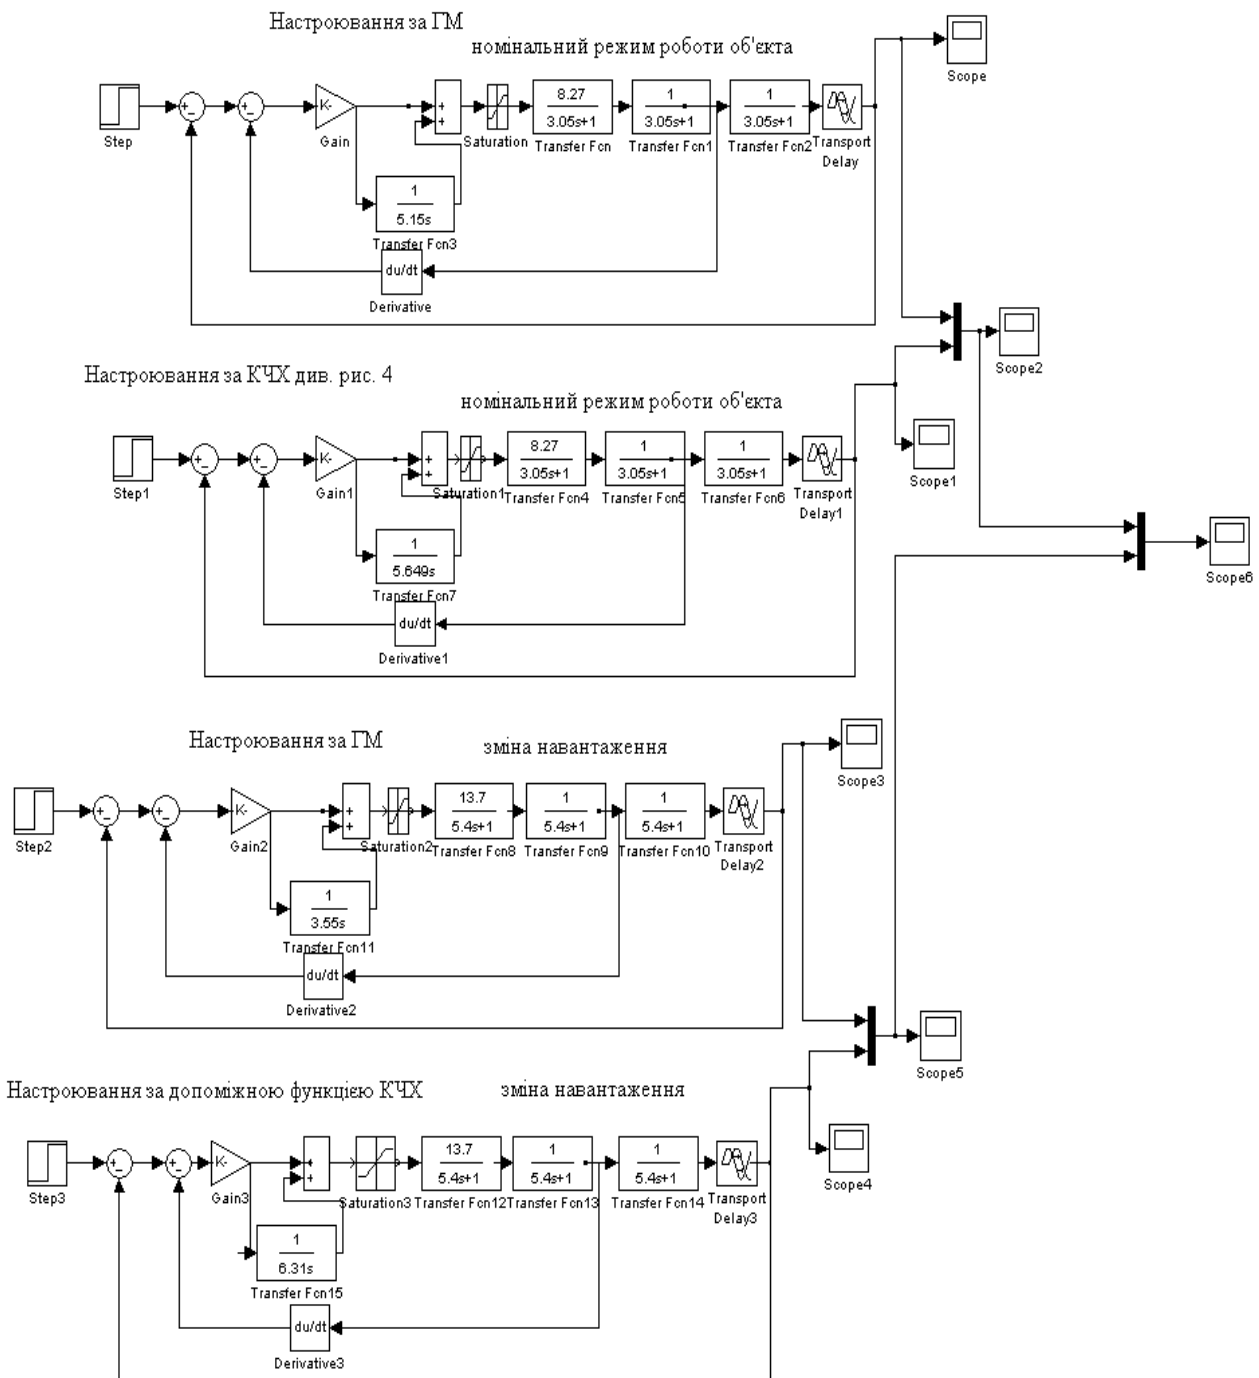 Настроювання за ГМ
номінальний режим роботи об'єкта
Scope
Step
+
−
+
−
K-
Gain
+
+
Saturation
8.27
3.05s+1
Transfer Fcn
1
3.05s+1
Transfer Fcn1
1
3.05s+1
Transfer Fcn2
Transport
Delay
1
5.15s
Transfer Fcn3
du/dt
Derivative
Scope2
Настроювання за КЧХ див. рис. 4
номінальний режим роботи об'єкта
Step1
+
−
+
−
K-
Gain1
+
+
Saturation1
8.27
3.05s+1
Transfer Fcn4
1
3.05s+1
Transfer Fcn5
1
3.05s+1
Transfer Fcn6
Transport
Delay1
Scope1
1
5.649s
Transfer Fcn7
du/dt
Derivative1
Scope6
Настроювання за ГМ
зміна навантаження
Scope3
Step2
+
−
+
−
K-
Gain2
+
+
Saturation2
13.7
5.4s+1
Transfer Fcn8
1
5.4s+1
Transfer Fcn9
1
5.4s+1
Transfer Fcn10
Transport
Delay2
1
3.55s
Transfer Fcn11
du/dt
Derivative2
Scope5
Настроювання за допоміжною функцією КЧХ
зміна навантаження
Step3
+
−
+
−
K-
Gain3
+
+
Saturation3
13.7
5.4s+1
Transfer Fcn12
1
5.4s+1
Transfer Fcn13
1
5.4s+1
Transfer Fcn14
Transport
Delay3
Scope4
1
6.31s
Transfer Fcn15
du/dt
Derivative3